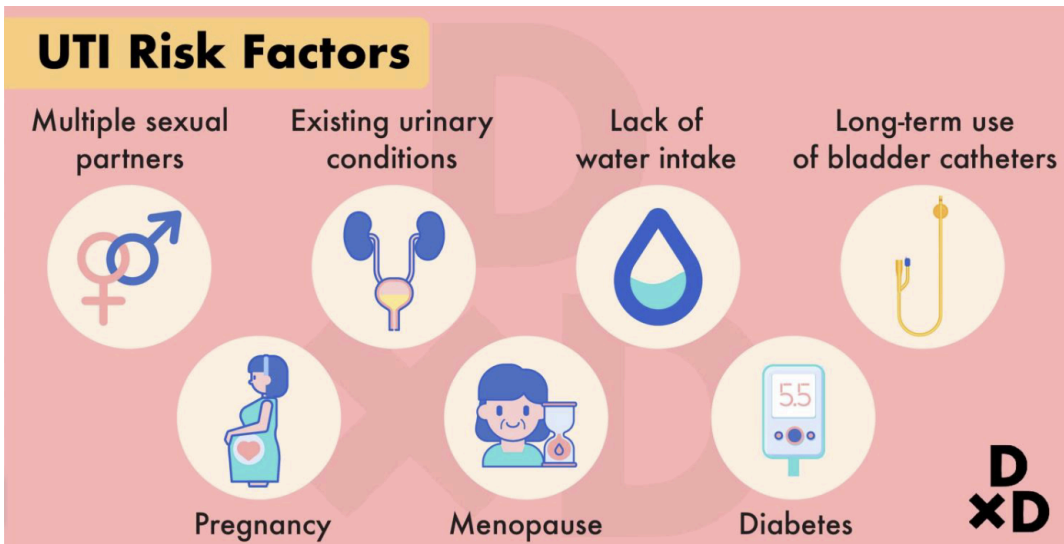 UTI Risk Factors
Multiple sexual
partners
Existing urinary
conditions
Lack of
water intake
Long-term use
of bladder catheters
5.5
Pregnancy
Menopause
Diabetes
D
×D